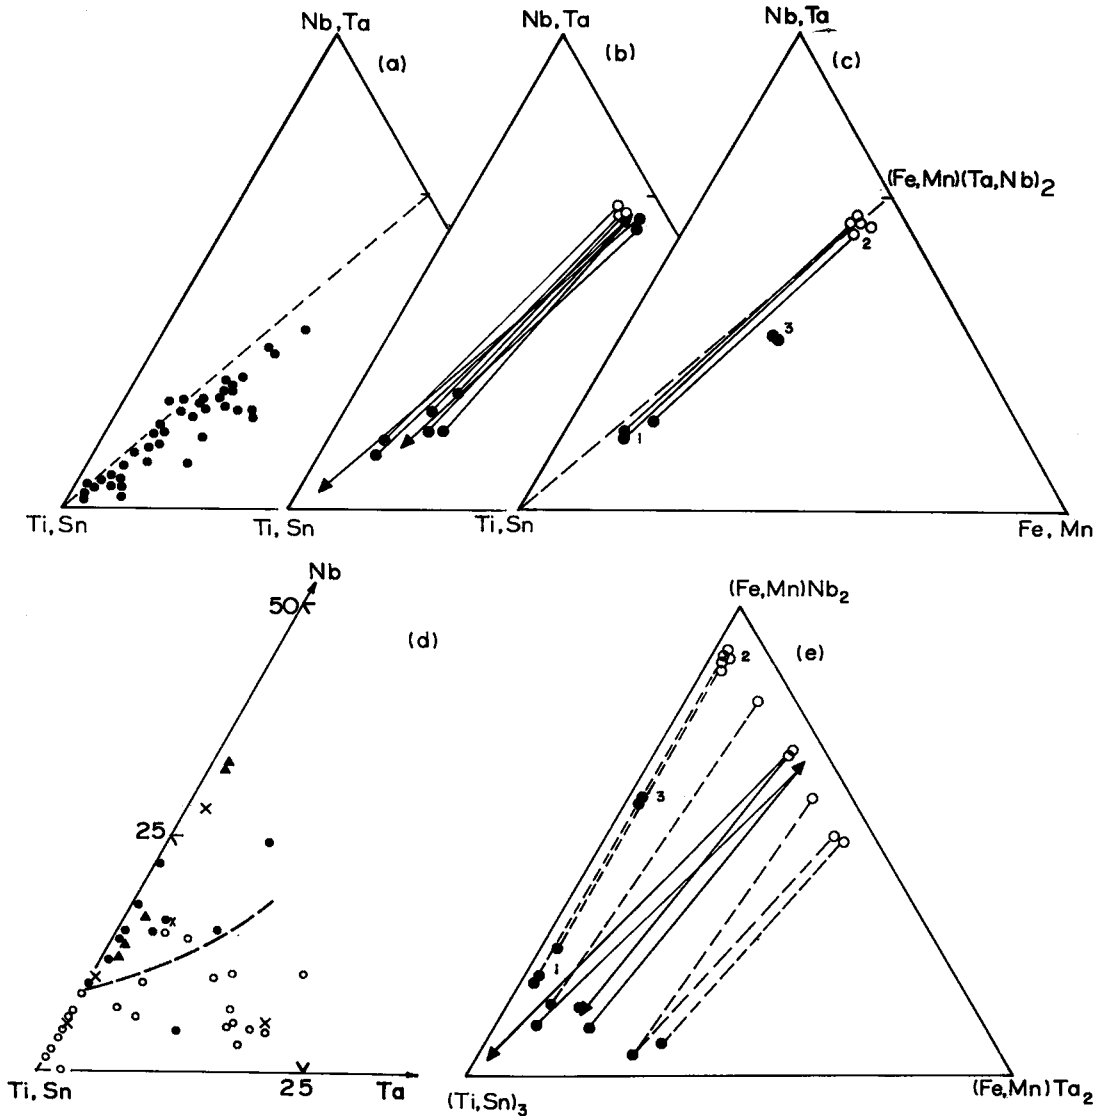 Nb,Ta
(a)
Ti,Sn
Nb,Ta
(b)
Ti,Sn
Nb,Ta
(c)
(Fe,Mn)(Ta,Nb)2
2
3
1
Ti,Sn
Fe,Mn
Nb
50
(d)
25
Ti,Sn
25
Ta
(Fe,Mn)Nb2
(e)
2
3
1
(Ti,Sn)3
(Fe,Mn)Ta2